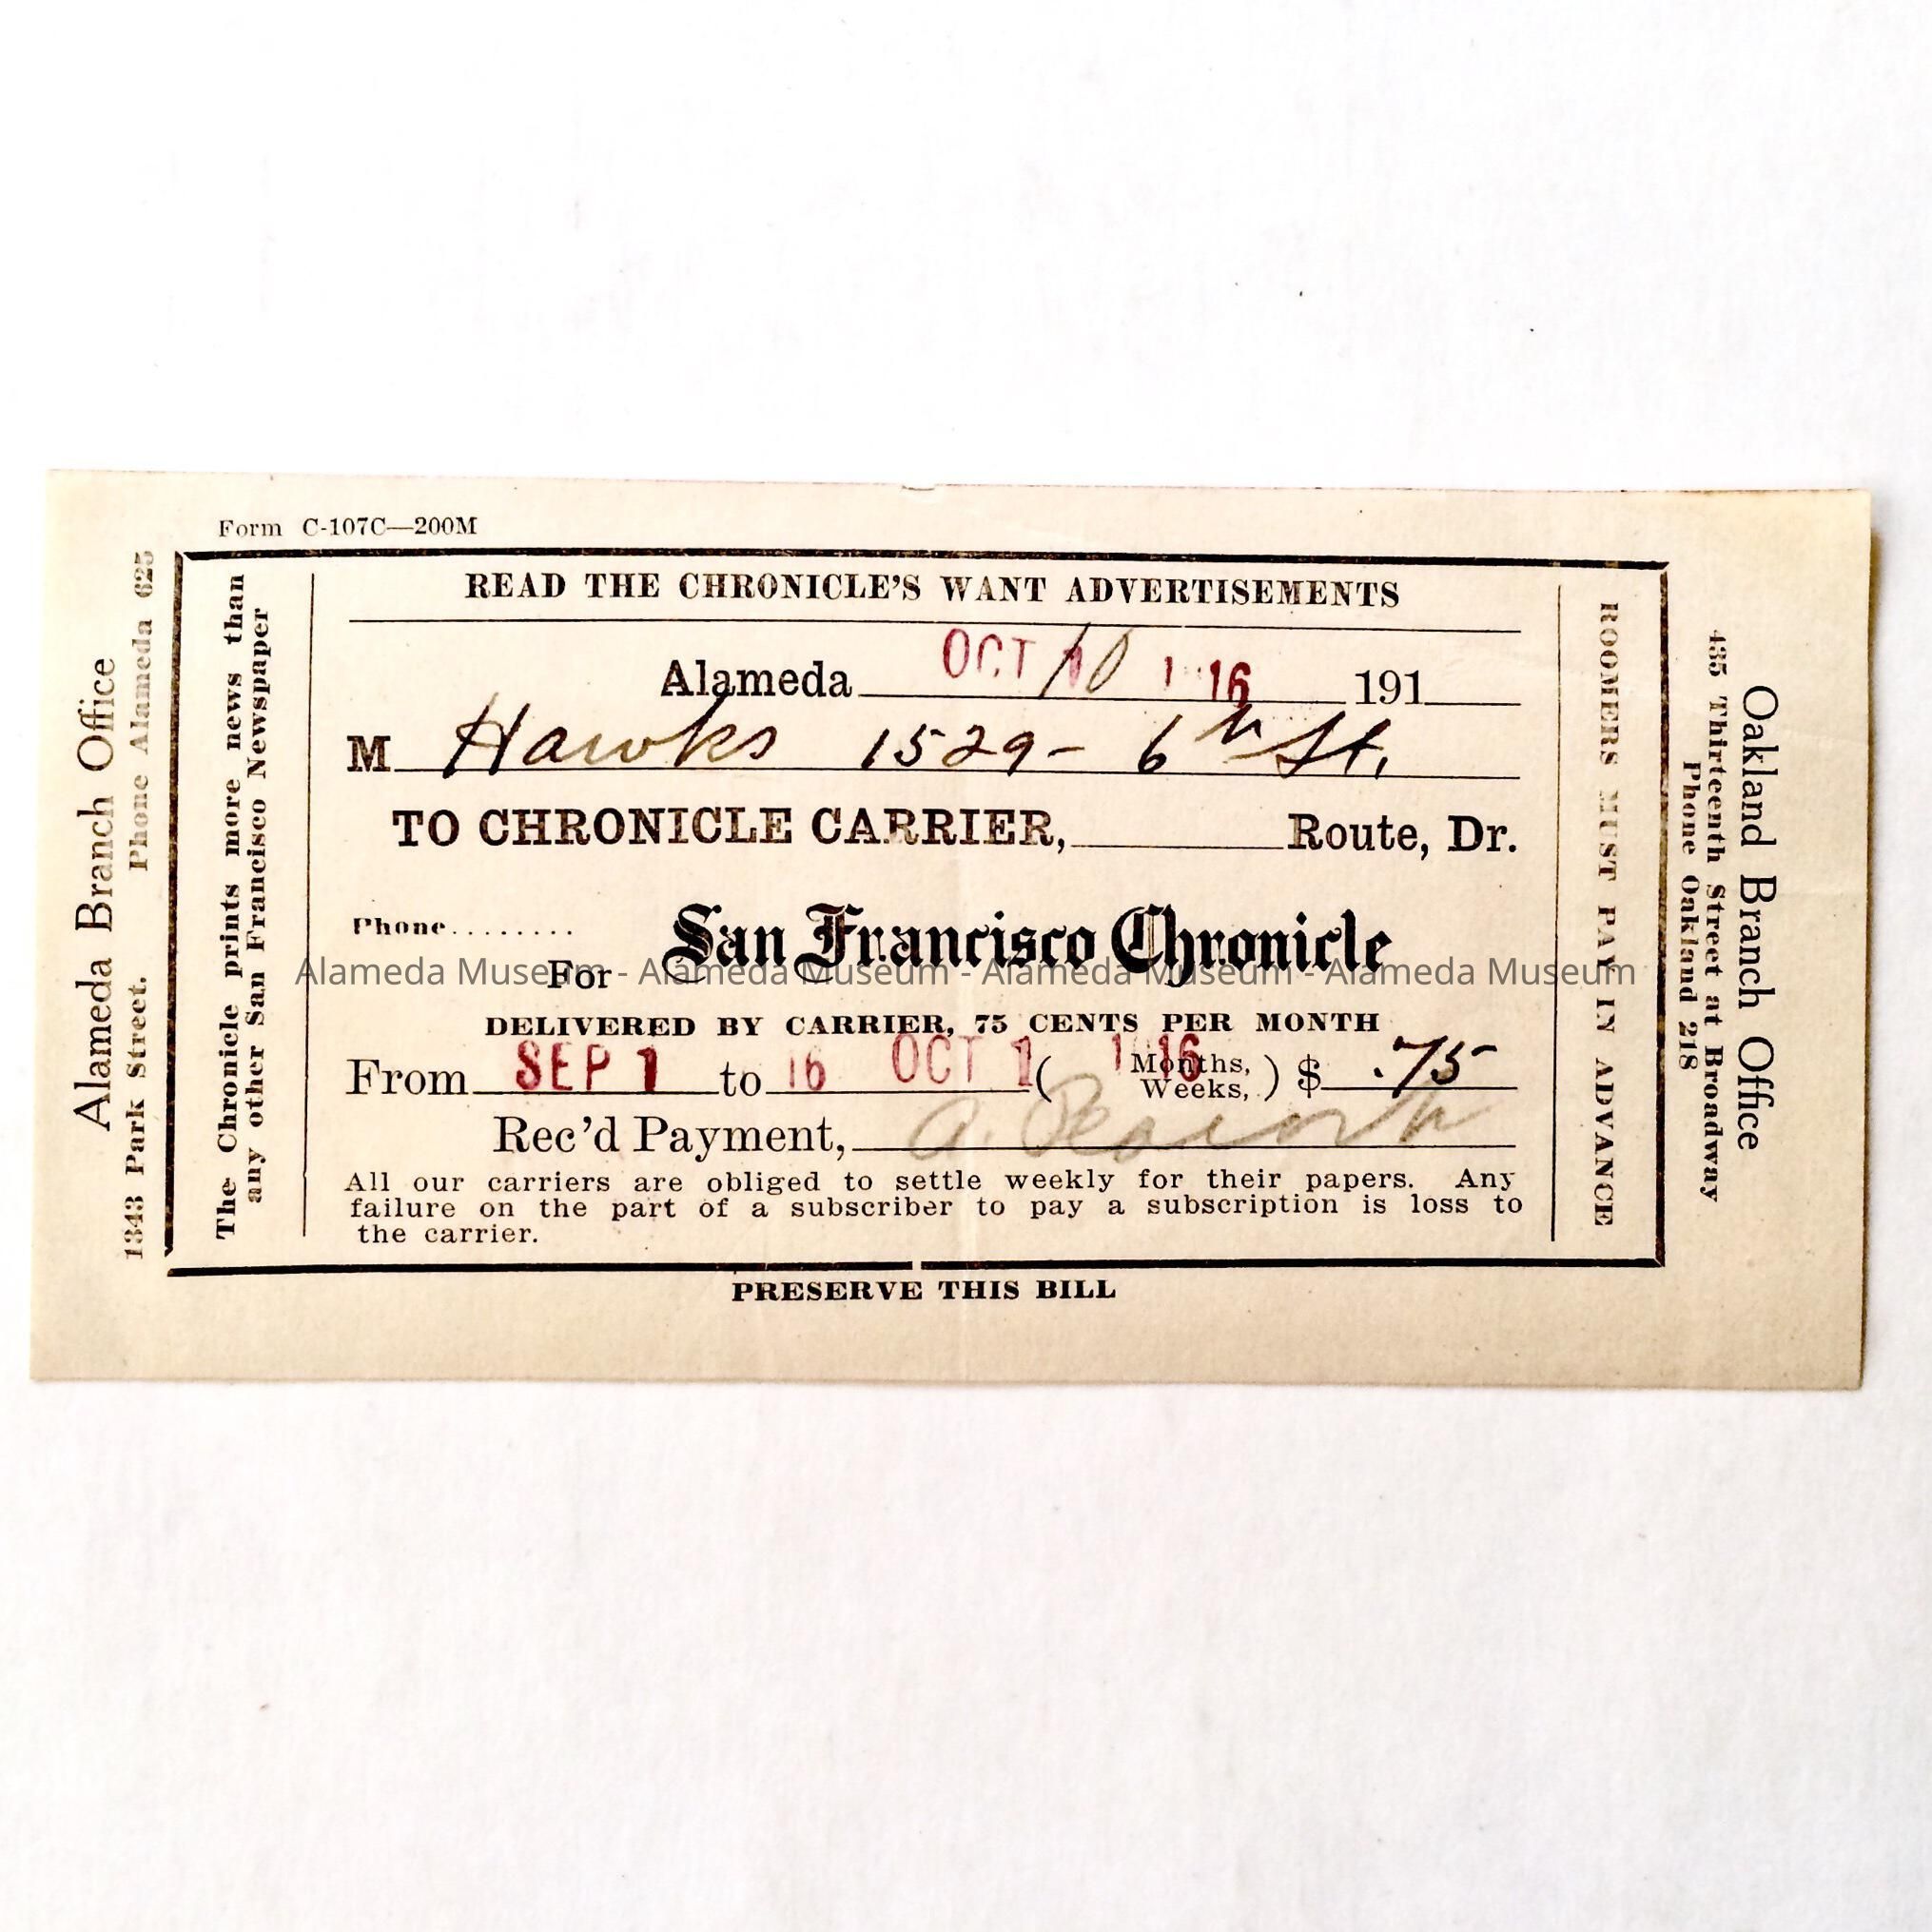 Form C-107C—200M
READ THE CHRONICLE'S WANT ADVERTISEMENTS
Alameda OCT 10 1 16 191
M Hawks 1529 - 6th St.
TO CHRONICLE CARRIER, Route, Dr.
Phone........
For San Francisco Chronicle
DELIVERED BY CARRIER, 75 CENTS PER MONTH
From SEP 1 to 16 OCT 1 ( 1 16 Months, Weeks, ) $ .75
Rec'd Payment, A.
All our carriers are obliged to settle weekly for their papers. Any
failure on the part of a subscriber to pay a subscription is loss to
the carrier.
PRESERVE THIS BILL
Alameda Branch Office
1343 Park Street. Phone Alameda 625
The Chronicle prints more news than
any other San Francisco Newspaper
ROOMERS MUST PAY IN ADVANCE
Oakland Branch Office
435 Thirteenth Street at Broadway
Phone Oakland 218
Alameda Museum - Alameda Museum - Alameda Museum - Alameda Museum